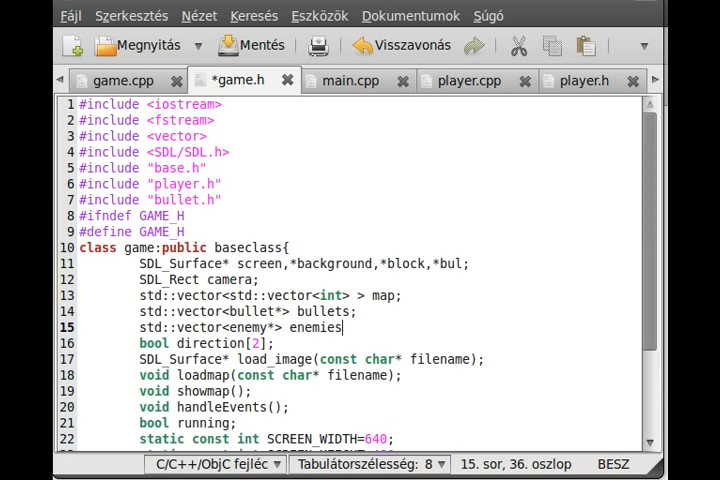 Fájl Szerkesztés Nézet Keresés Eszközök Dokumentumok Súgó
Megnyitás Mentés Visszavonás
game.cpp *game.h main.cpp player.cpp player.h
1 #include <iostream>
2 #include <fstream>
3 #include <vector>
4 #include <SDL/SDL.h>
5 #include "base.h"
6 #include "player.h"
7 #include "bullet.h"
8 #ifndef GAME_H
9 #define GAME_H
10 class game:public baseclass{
11 SDL_Surface* screen,*background,*block,*bul;
12 SDL_Rect camera;
13 std::vector<std::vector<int> > map;
14 std::vector<bullet*> bullets;
15 std::vector<enemy*> enemies
16 bool direction[2];
17 SDL_Surface* load_image(const char* filename);
18 void loadmap(const char* filename);
19 void showmap();
20 void handleEvents();
21 bool running;
22 static const int SCREEN_WIDTH=640;
C/C++/ObjC fejléc Tabulátorszélesség: 8 15. sor, 36. oszlop BESZ